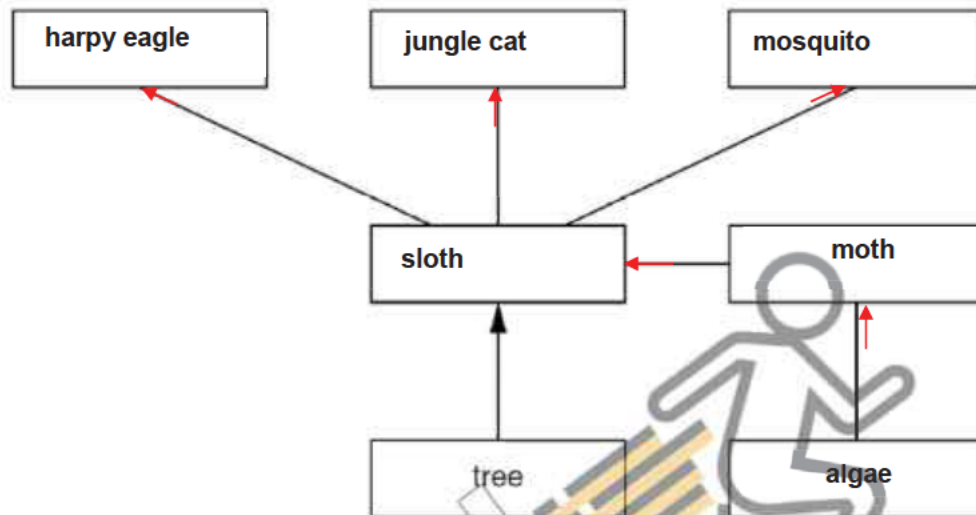 harpy eagle
jungle cat
mosquito
sloth
moth
tree
algae